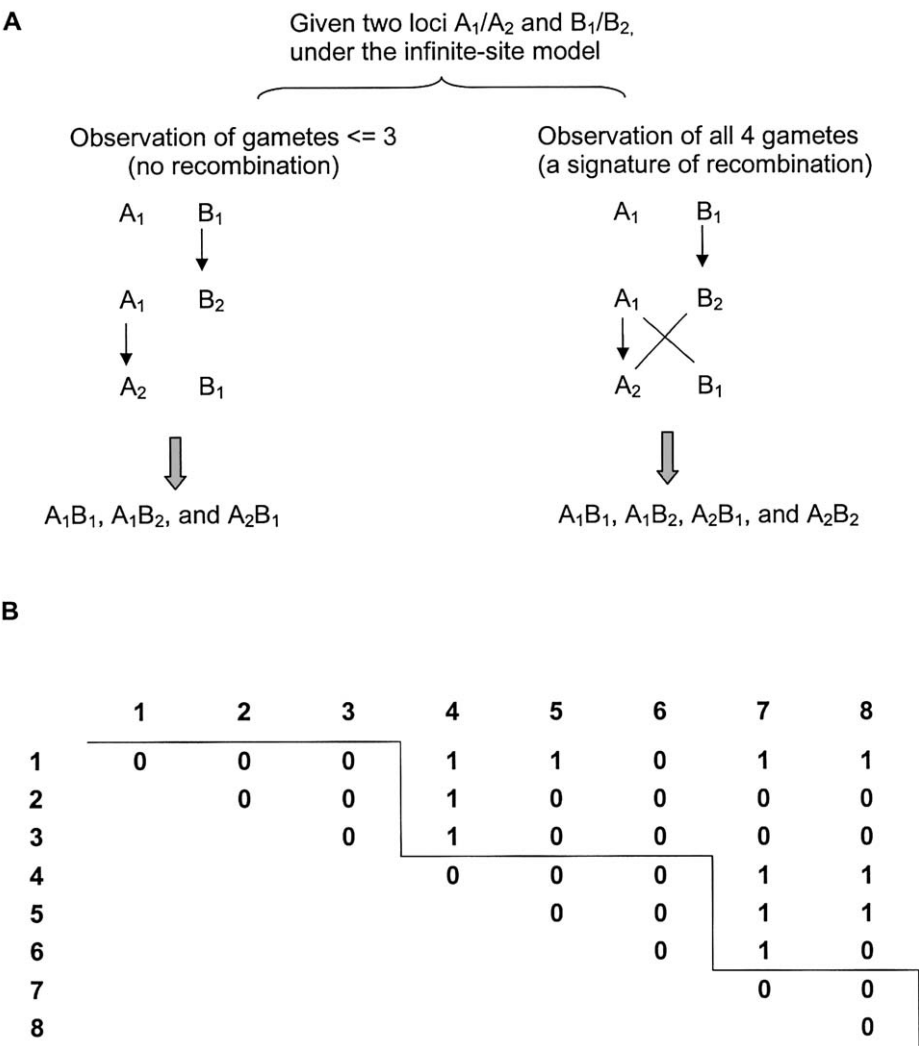 A
Given two loci A₁/A₂ and B₁/B₂,
under the infinite-site model
Observation of gametes <= 3
(no recombination)
Observation of all 4 gametes
(a signature of recombination)
A₁ B₁
A₁ B₂
A₂ B₁
A₁B₁, A₁B₂, and A₂B₁
A₁ B₁
A₁ B₂
A₂ B₁
A₁B₁, A₁B₂, A₂B₁, and A₂B₂
B
1 2 3 4 5 6 7 8
1 0 0 0 1 1 0 1 1
2 0 0 1 0 0 0 0
3 0 1 0 0 0 0
4 0 0 0 1 1
5 0 0 1 1
6 0 1 0
7 0 0
8 0